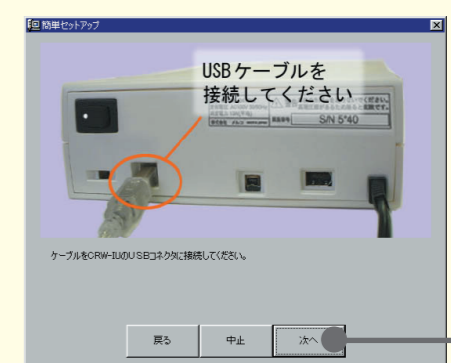 簡単セットアップ
USBケーブルを
接続してください
S/N 5*40
ケーブルをCRW-IUのUSBコネクタに接続してください。
戻る
中止
次へ